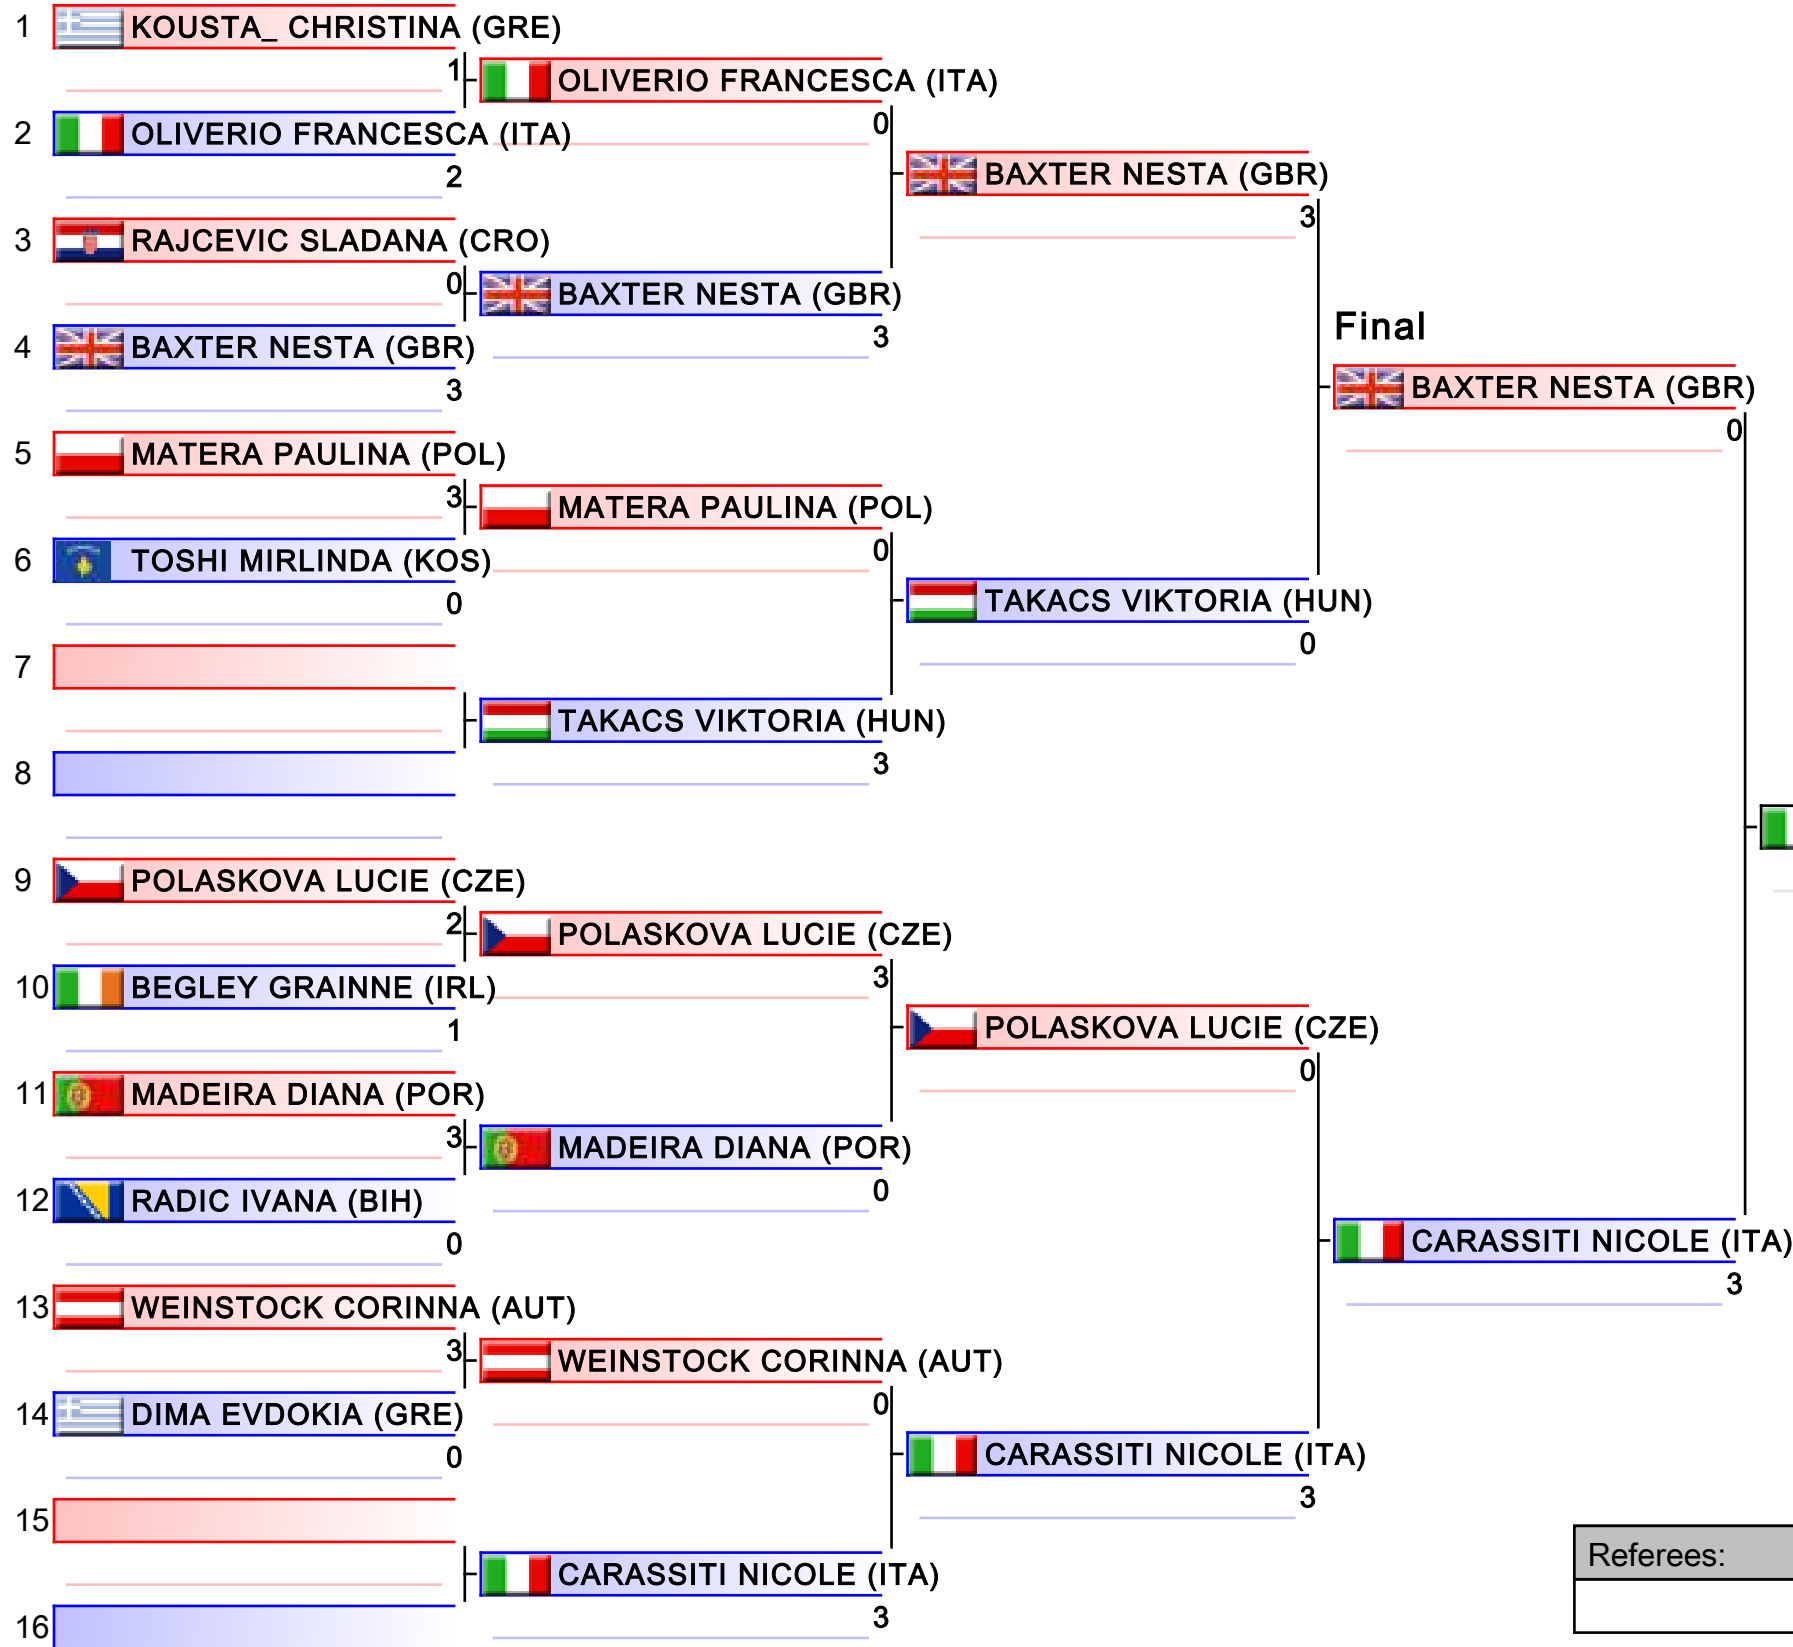 1 KOUSTA_ CHRISTINA (GRE)
1 OLIVERIO FRANCESCA (ITA)
2 OLIVERIO FRANCESCA (ITA)
0
2
BAXTER NESTA (GBR)
3
3 RAJCEVIC SLADANA (CRO)
0 BAXTER NESTA (GBR)
3
4 BAXTER NESTA (GBR)
3
Final
BAXTER NESTA (GBR)
0
5 MATERA PAULINA (POL)
3 MATERA PAULINA (POL)
0
6 TOSHI MIRLINDA (KOS)
0
TAKACS VIKTORIA (HUN)
0
7
TAKACS VIKTORIA (HUN)
3
8
9 POLASKOVA LUCIE (CZE)
2 POLASKOVA LUCIE (CZE)
3
10 BEGLEY GRAINNE (IRL)
1
POLASKOVA LUCIE (CZE)
0
11 MADEIRA DIANA (POR)
3 MADEIRA DIANA (POR)
0
12 RADIC IVANA (BIH)
0
CARASSITI NICOLE (ITA)
3
13 WEINSTOCK CORINNA (AUT)
3 WEINSTOCK CORINNA (AUT)
0
14 DIMA EVDOKIA (GRE)
0
CARASSITI NICOLE (ITA)
3
15
CARASSITI NICOLE (ITA)
3
16
Referees: